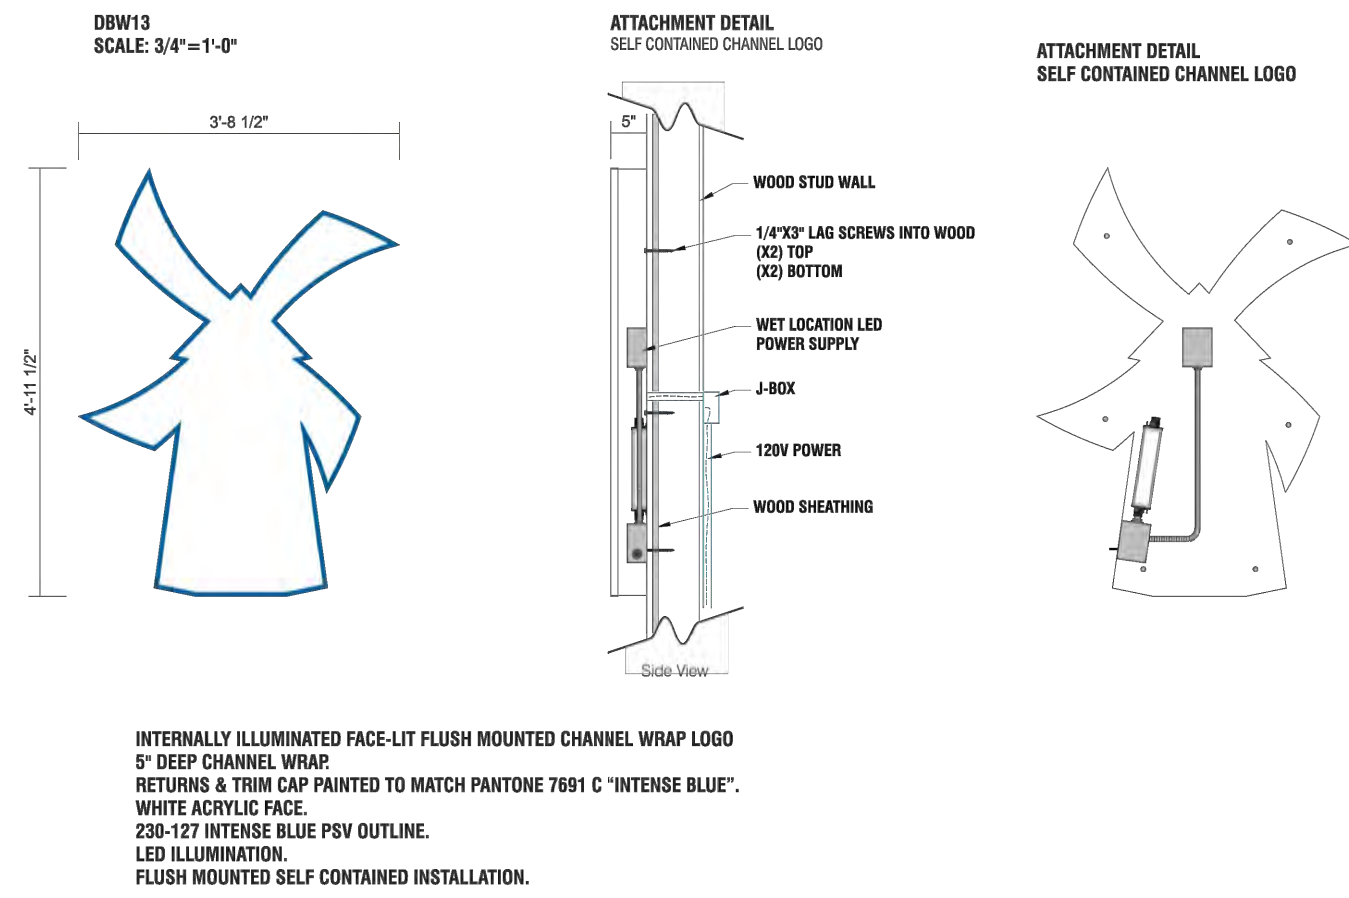 DBW13
SCALE: 3/4"=1'-0"
3'-8 1/2"
4'-11 1/2"
ATTACHMENT DETAIL
SELF CONTAINED CHANNEL LOGO
5"
WOOD STUD WALL
1/4"X3" LAG SCREWS INTO WOOD
(X2) TOP
(X2) BOTTOM
WET LOCATION LED
POWER SUPPLY
J-BOX
120V POWER
WOOD SHEATHING
Side View
ATTACHMENT DETAIL
SELF CONTAINED CHANNEL LOGO
INTERNALLY ILLUMINATED FACE-LIT FLUSH MOUNTED CHANNEL WRAP LOGO
5" DEEP CHANNEL WRAP.
RETURNS & TRIM CAP PAINTED TO MATCH PANTONE 7691 C “INTENSE BLUE”.
WHITE ACRYLIC FACE.
230-127 INTENSE BLUE PSV OUTLINE.
LED ILLUMINATION.
FLUSH MOUNTED SELF CONTAINED INSTALLATION.